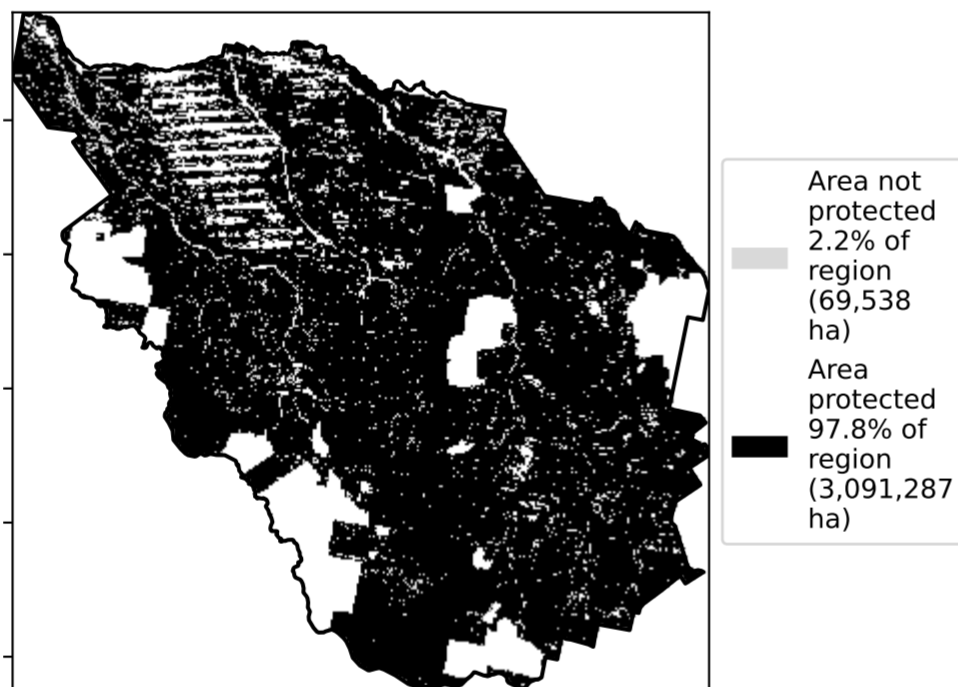 Area not
protected
2.2% of
region
(69,538
ha)
Area
protected
97.8% of
region
(3,091,287
ha)